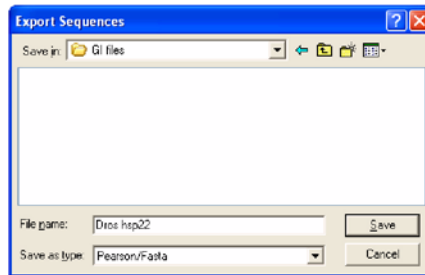 Export Sequences
Save in: GI files
File name: Dros hsp22 Save
Save as type: Pearson/Fasta Cancel